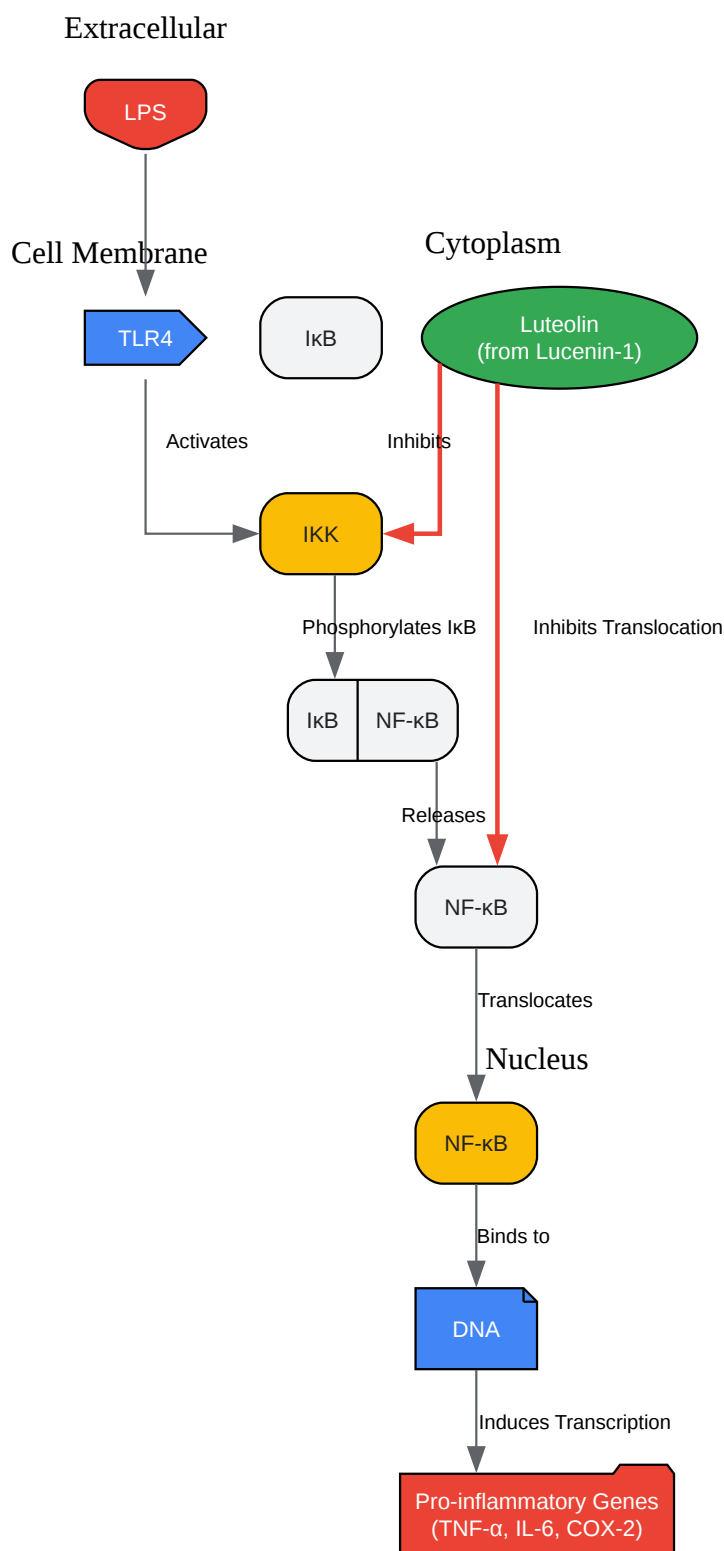 Extracellular
LPS
Cell Membrane
Cytoplasm
TLR4
IκB
Luteolin
(from Lucenin-1)
Activates
Inhibits
IKK
Phosphorylates IκB
Inhibits Translocation
IκB
NF-κB
Releases
NF-κB
Translocates
Nucleus
NF-κB
Binds to
DNA
Induces Transcription
Pro-inflammatory Genes
(TNF-α, IL-6, COX-2)